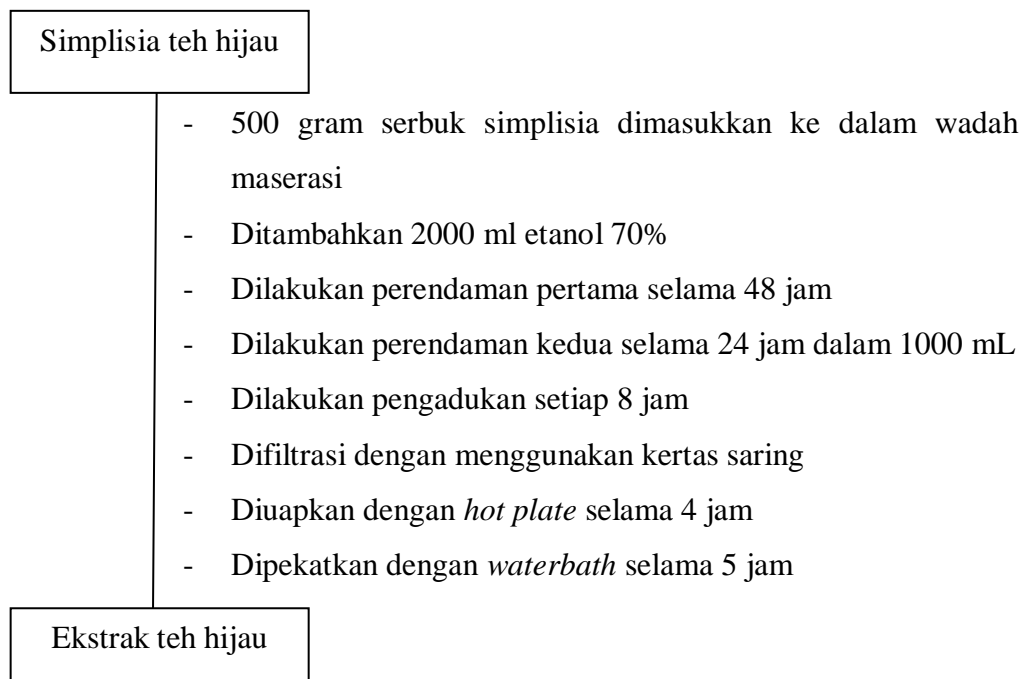 Simplisia teh hijau
- 500 gram serbuk simplisia dimasukkan ke dalam wadah
maserasi
- Ditambahkan 2000 ml etanol 70%
- Dilakukan perendaman pertama selama 48 jam
- Dilakukan perendaman kedua selama 24 jam dalam 1000 mL
- Dilakukan pengadukan setiap 8 jam
- Difiltrasi dengan menggunakan kertas saring
- Diuapkan dengan hot plate selama 4 jam
- Dipekatkan dengan waterbath selama 5 jam
Ekstrak teh hijau